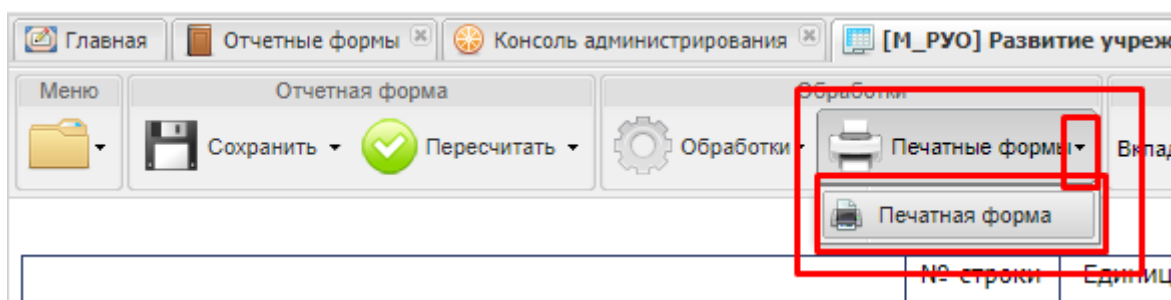 Главная Отчетные формы Консоль администрирования [М_РУО] Развитие учреж
Меню Отчетная форма Обработки
Сохранить Пересчитать Обработки Печатные формы Вклад
Печатная форма
№ строки Единиц